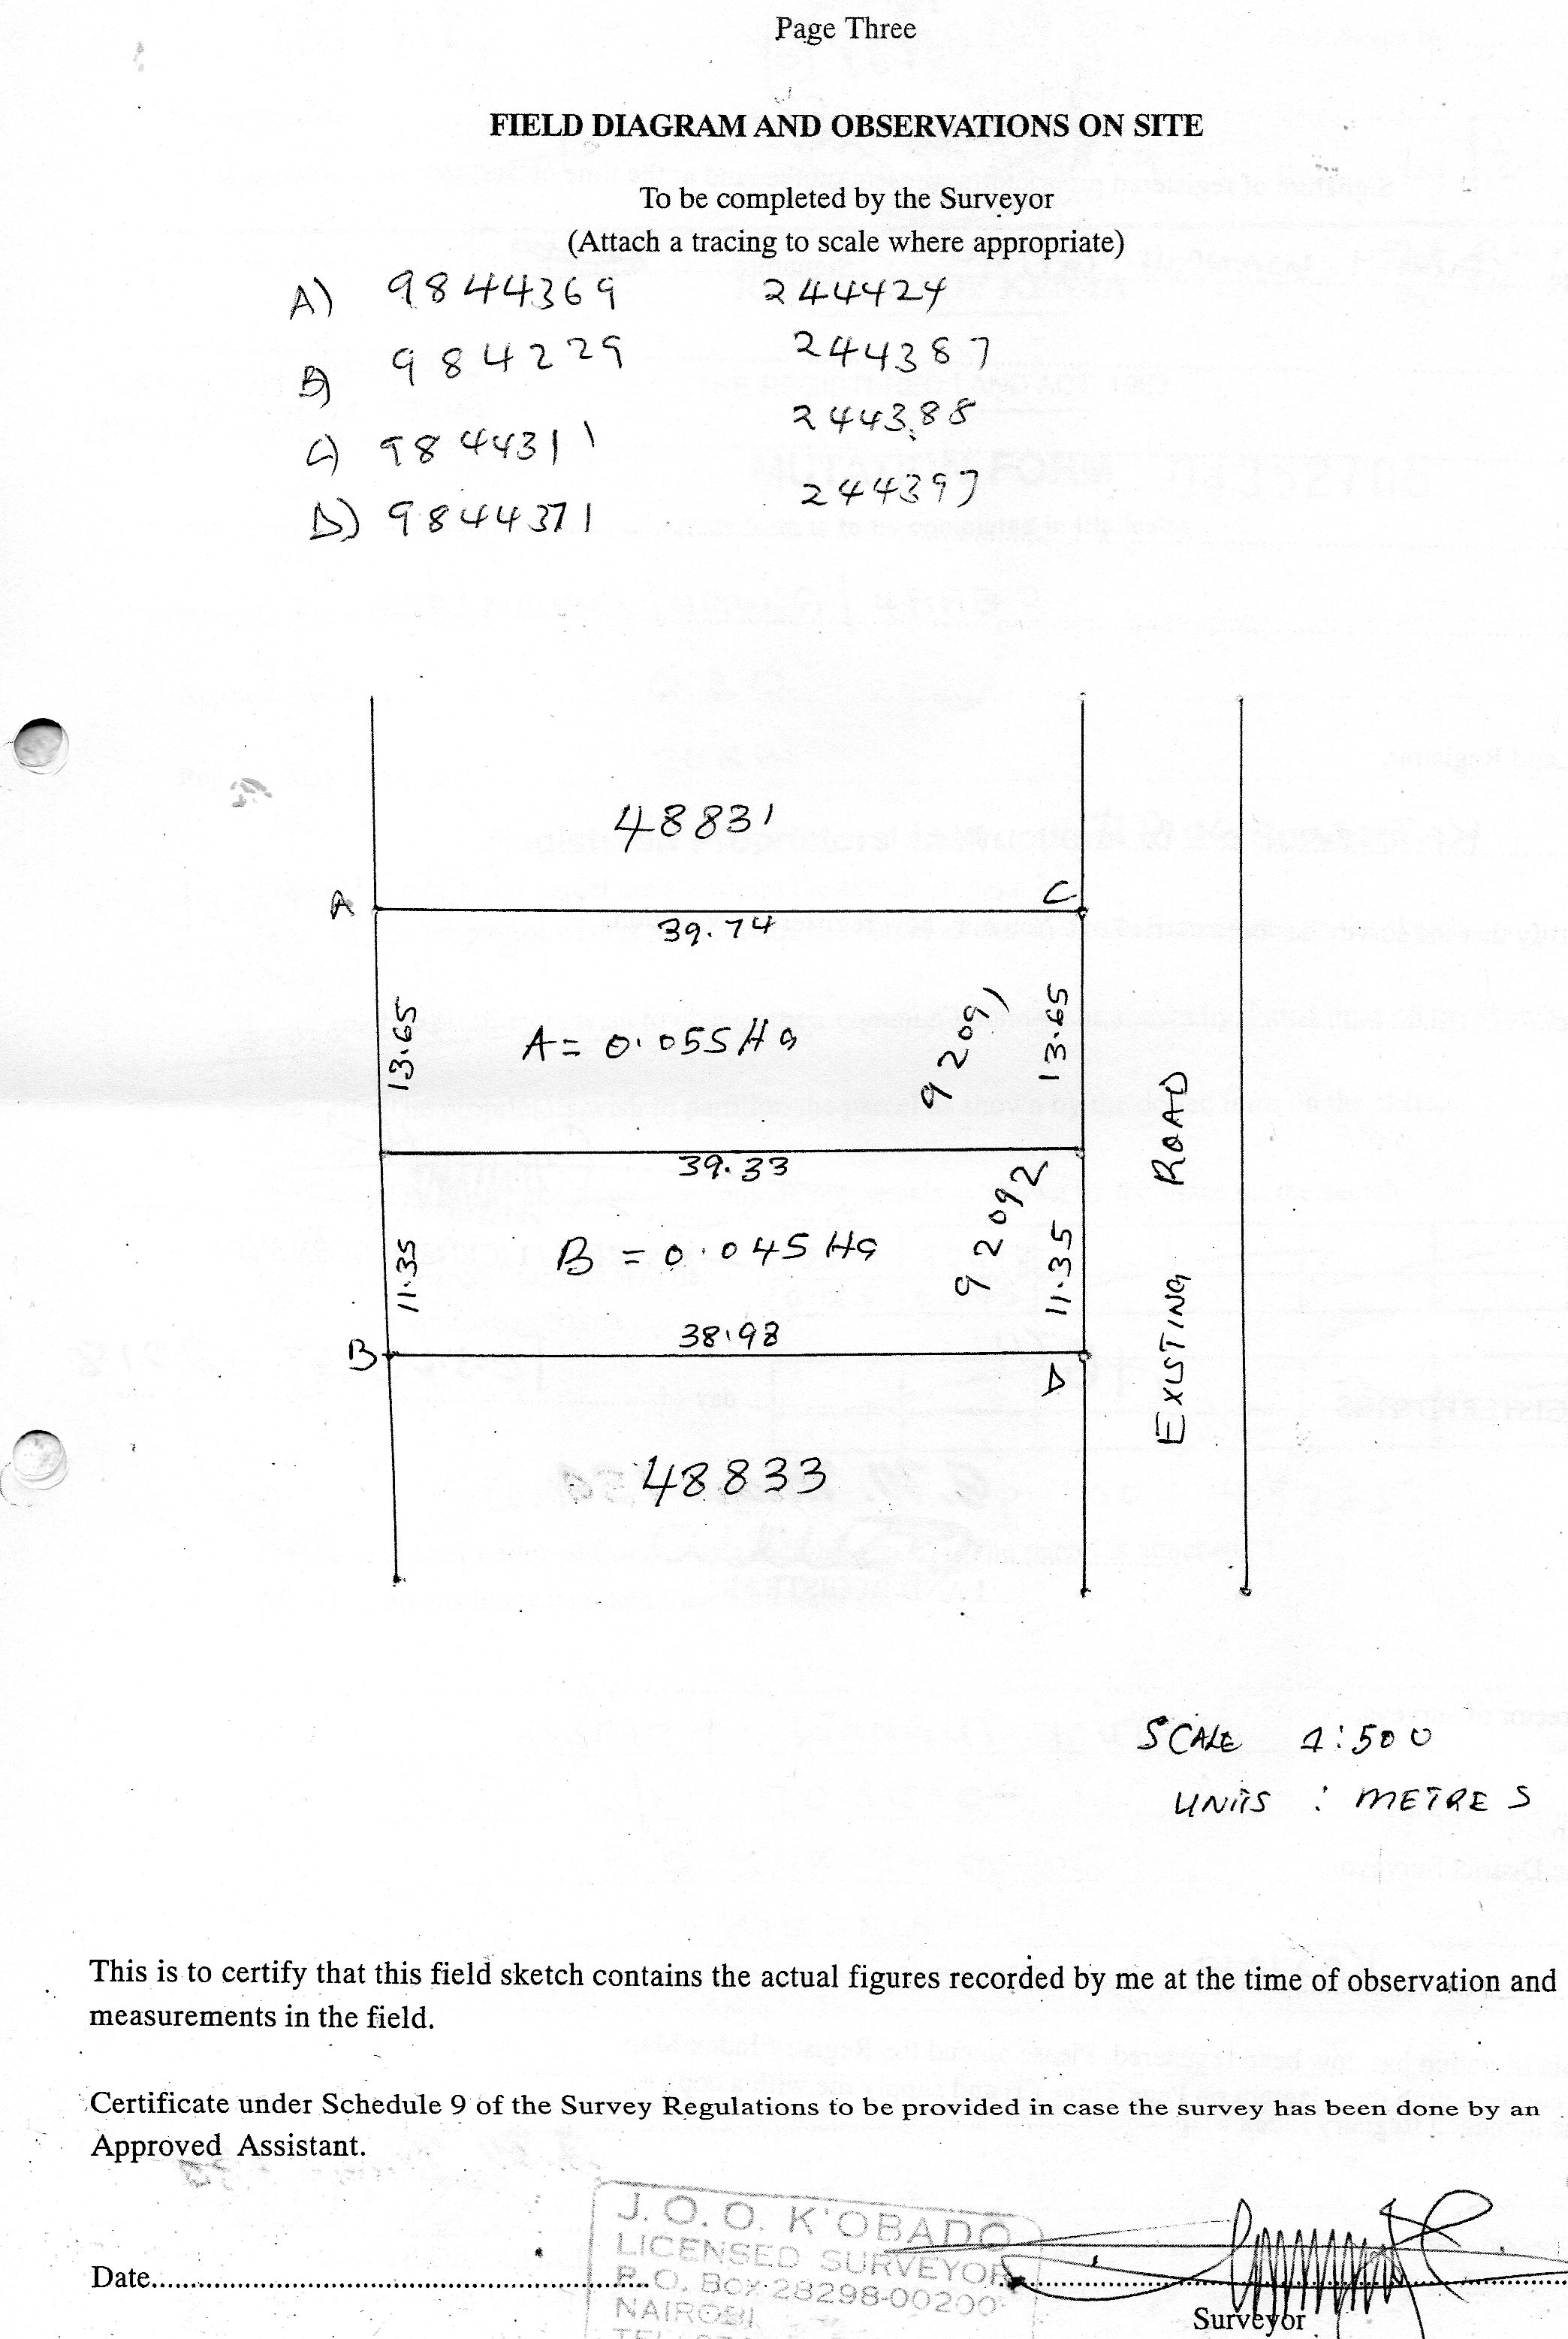 Page Three
FIELD DIAGRAM AND OBSERVATIONS ON SITE
To be completed by the Surveyor
(Attach a tracing to scale where appropriate)
A) 9844369 244424
B) 984229 244387
C) 9844311 244388
D) 9844371 244397
48831
A C
39.74
13.65 A = 0.055 Ha 92091 13.65
39.33
11.35 B = 0.045 Ha 92092 11.35
EXISTING ROAD
38.98
B D
48833
SCALE 1:500
UNITS : METRES
This is to certify that this field sketch contains the actual figures recorded by me at the time of observation and
measurements in the field.
Certificate under Schedule 9 of the Survey Regulations to be provided in case the survey has been done by an
Approved Assistant.
J. O. O. K'OBADO
LICENSED SURVEYOR
P.O. Box 28298-00200
NAIROBI
Date
Surveyor